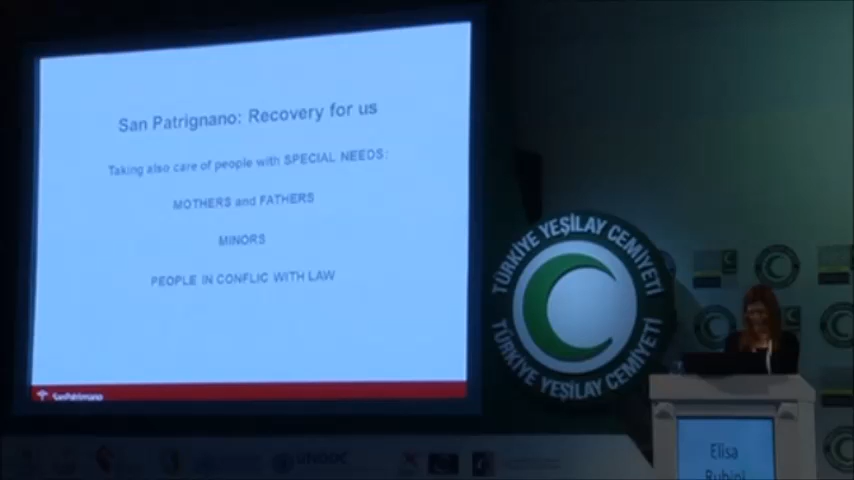 San Patrignano: Recovery for us
Taking also care of people with SPECIAL NEEDS:
MOTHERS and FATHERS
MINORS
PEOPLE IN CONFLIC WITH LAW
SanPatrignano
TÜRKİYE YEŞİLAY CEMİYETİ
TÜRKİYE YEŞİLAY CEMİYETİ
UNODC
Elisa
Rubini